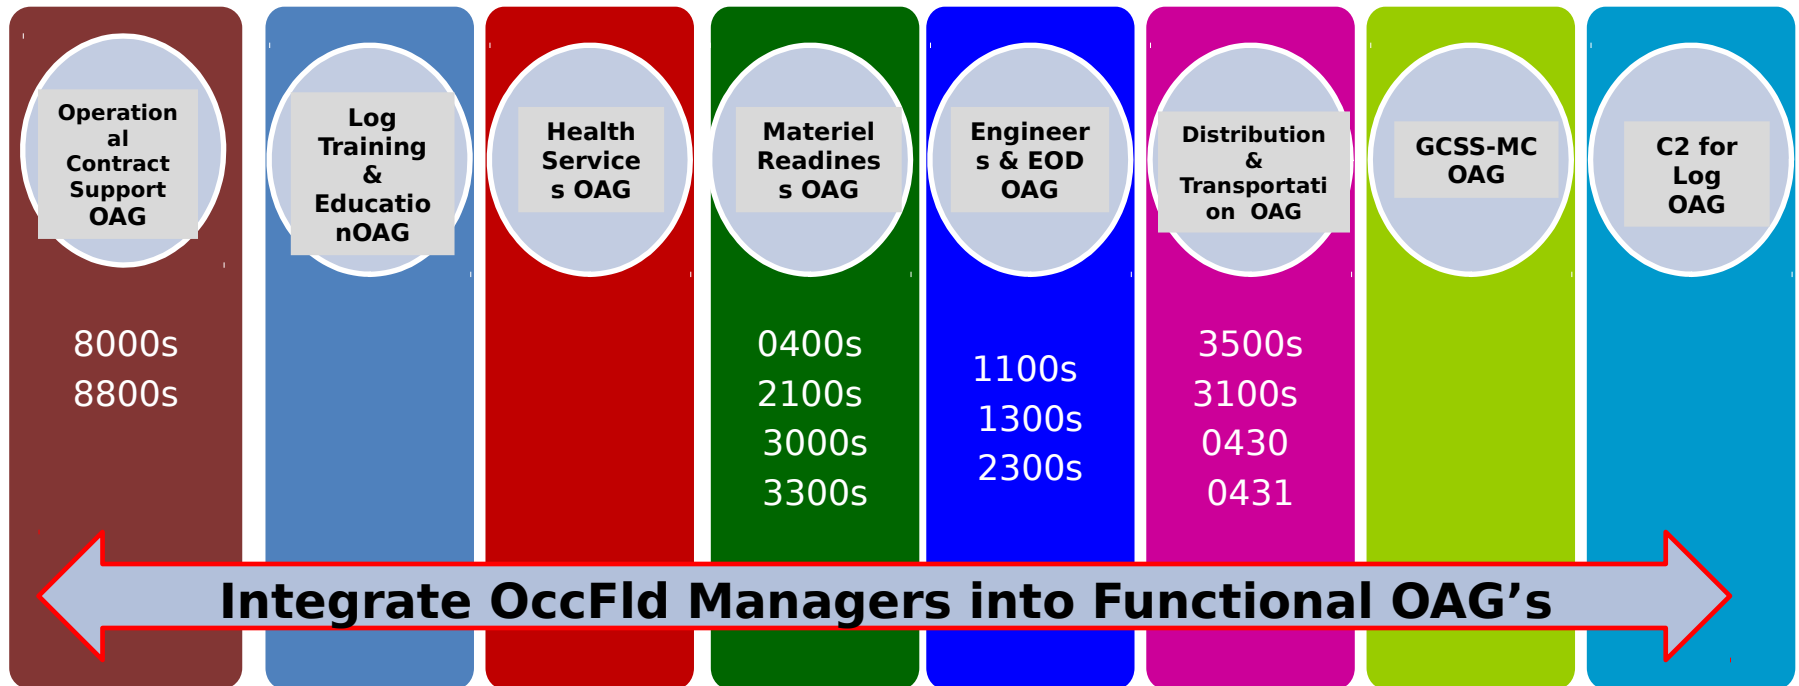 Operation
al
Contract
Support
OAG
Log
Training
&
Educatio
nOAG
Health
Service
s OAG
Materiel
Readines
s OAG
Engineer
s & EOD
OAG
Distribution
&
Transportati
on OAG
GCSS-MC
OAG
C2 for
Log
OAG
8000s
8800s
0400s
2100s
3000s
3300s
1100s
1300s
2300s
3500s
3100s
0430
0431
Integrate OccFld Managers into Functional OAG’s